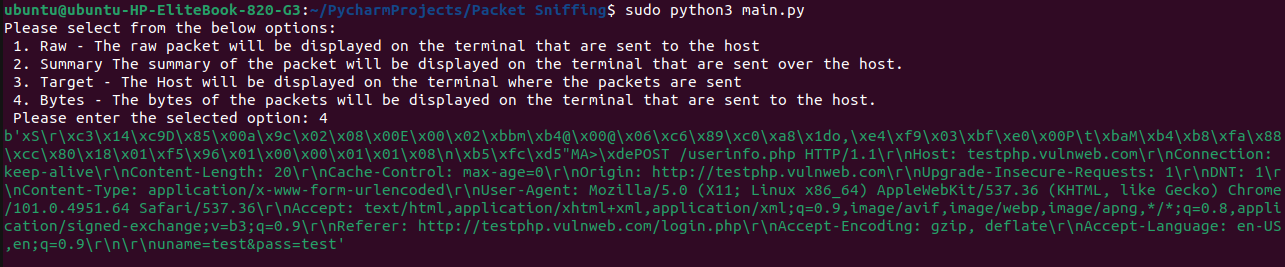 ubuntu@ubuntu-HP-EliteBook-820-G3:~/PycharmProjects/Packet Sniffing$ sudo python3 main.py
Please select from the below options:
 1. Raw - The raw packet will be displayed on the terminal that are sent to the host
 2. Summary The summary of the packet will be displayed on the terminal that are sent over the host.
 3. Target - The Host will be displayed on the terminal where the packets are sent
 4. Bytes - The bytes of the packets will be displayed on the terminal that are sent to the host.
 Please enter the selected option: 4
b'xS\r\xc3\x14\xc9D\x85\x00a\x9c\x02\x08\x00E\x00\x02\xbbm\xb4@\x00@\x06\xc6\x89\xc0\xa8\x1do,\xe4\xf9\x03\xbf\xe0\x00P\t\xbaM\xb4\xb8\xfa\x88
\xcc\x80\x18\x01\xf5\x96\x01\x00\x00\x01\x01\x08\n\xb5\xfc\xd5"MA>\xdePOST /userinfo.php HTTP/1.1\r\nHost: testphp.vulnweb.com\r\nConnection:
keep-alive\r\nContent-Length: 20\r\nCache-Control: max-age=0\r\nOrigin: http://testphp.vulnweb.com\r\nUpgrade-Insecure-Requests: 1\r\nDNT: 1\r
\nContent-Type: application/x-www-form-urlencoded\r\nUser-Agent: Mozilla/5.0 (X11; Linux x86_64) AppleWebKit/537.36 (KHTML, like Gecko) Chrome
/101.0.4951.64 Safari/537.36\r\nAccept: text/html,application/xhtml+xml,application/xml;q=0.9,image/avif,image/webp,image/apng,*/*;q=0.8,appli
cation/signed-exchange;v=b3;q=0.9\r\nReferer: http://testphp.vulnweb.com/login.php\r\nAccept-Encoding: gzip, deflate\r\nAccept-Language: en-US
,en;q=0.9\r\n\r\nuname=test&pass=test'